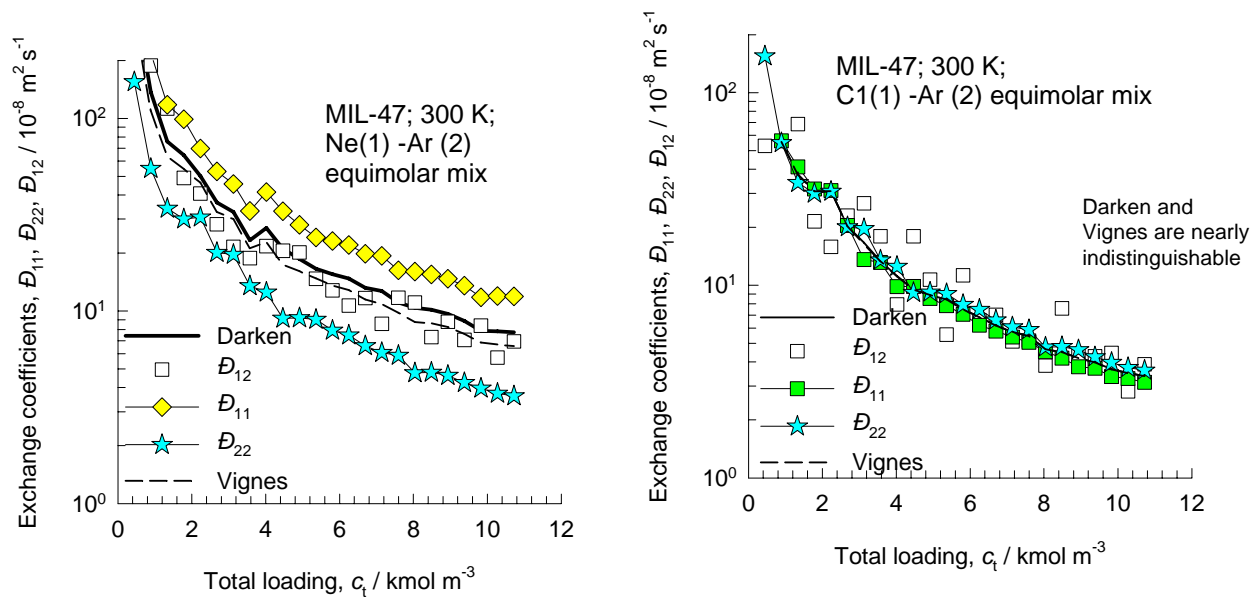 Exchange coefficients, Đ₁₁, Đ₂₂, Đ₁₂ / 10⁻⁸ m² s⁻¹
10²
10¹
10⁰
MIL-47; 300 K;
Ne(1) -Ar (2)
equimolar mix
Darken
Đ₁₂
Đ₁₁
Đ₂₂
Vignes
0 2 4 6 8 10 12
Total loading, cₜ / kmol m⁻³
Exchange coefficients, Đ₁₁, Đ₂₂, Đ₁₂ / 10⁻⁸ m² s⁻¹
10²
10¹
10⁰
MIL-47; 300 K;
C1(1) -Ar (2) equimolar mix
Darken and
Vignes are nearly
indistinguishable
Darken
Đ₁₂
Đ₁₁
Đ₂₂
Vignes
0 2 4 6 8 10 12
Total loading, cₜ / kmol m⁻³